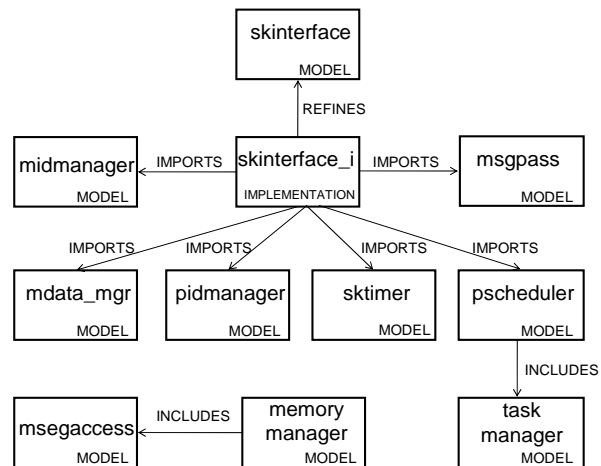 skinterface
MODEL
REFINES
midmanager
MODEL
IMPORTS
skinterface_i
IMPLEMENTATION
IMPORTS
msgpass
MODEL
IMPORTS
IMPORTS
IMPORTS
IMPORTS
mdata_mgr
MODEL
pidmanager
MODEL
sktimer
MODEL
pscheduler
MODEL
INCLUDES
msegaccess
MODEL
INCLUDES
memory
manager
MODEL
task
manager
MODEL